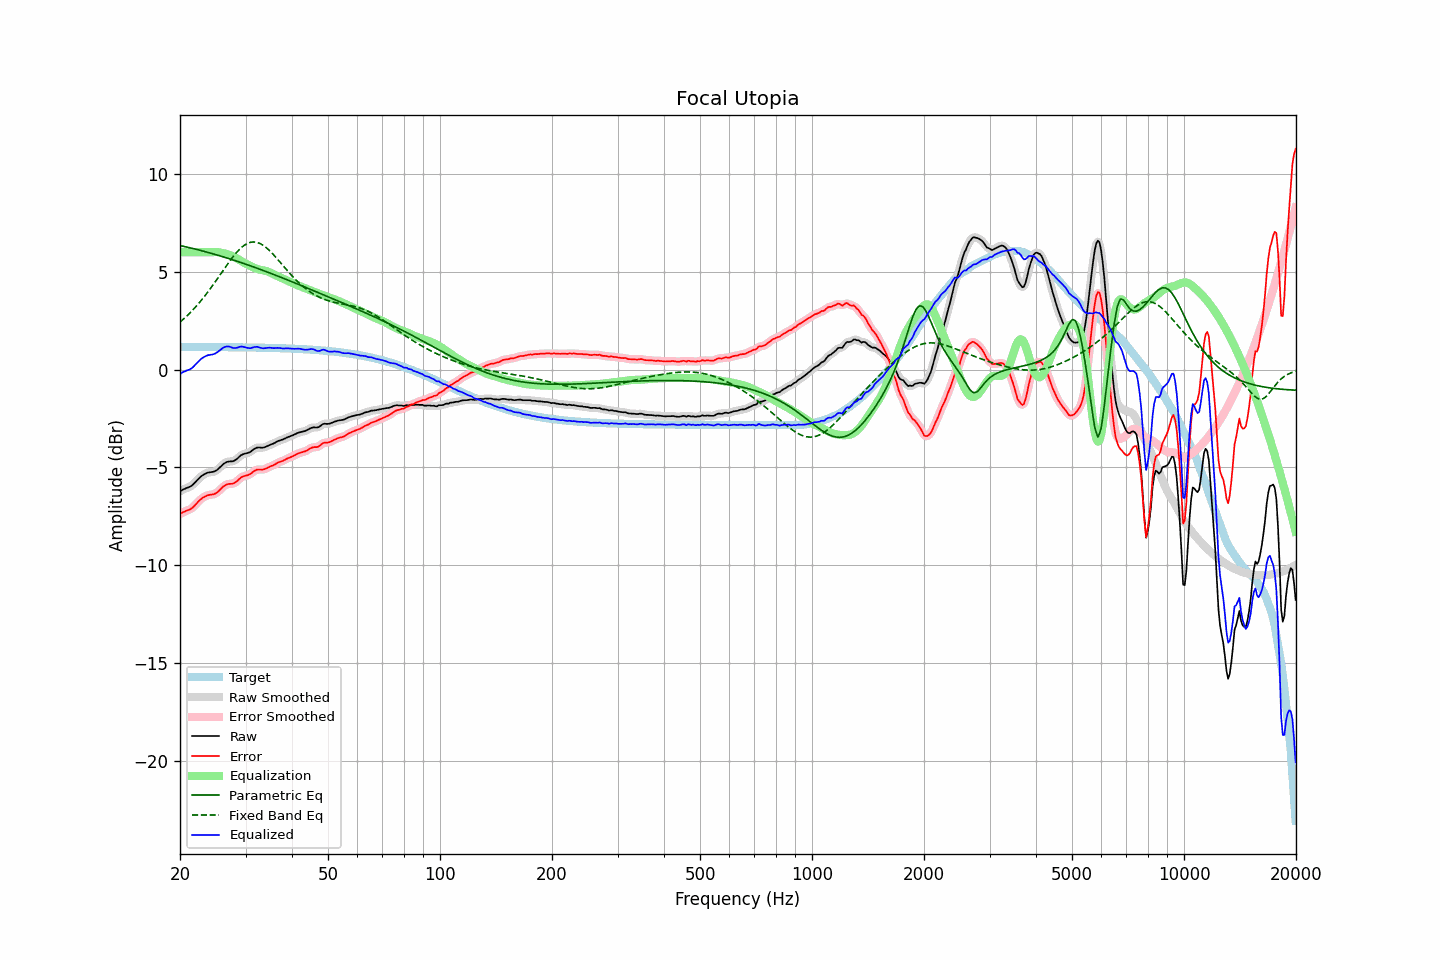 Focal Utopia
10
5
0
−5
−10
−15
−20
Amplitude (dBr)
Target
Raw Smoothed
Error Smoothed
Raw
Error
Equalization
Parametric Eq
Fixed Band Eq
Equalized
20 50 100 200 500 1000 2000 5000 10000 20000
Frequency (Hz)